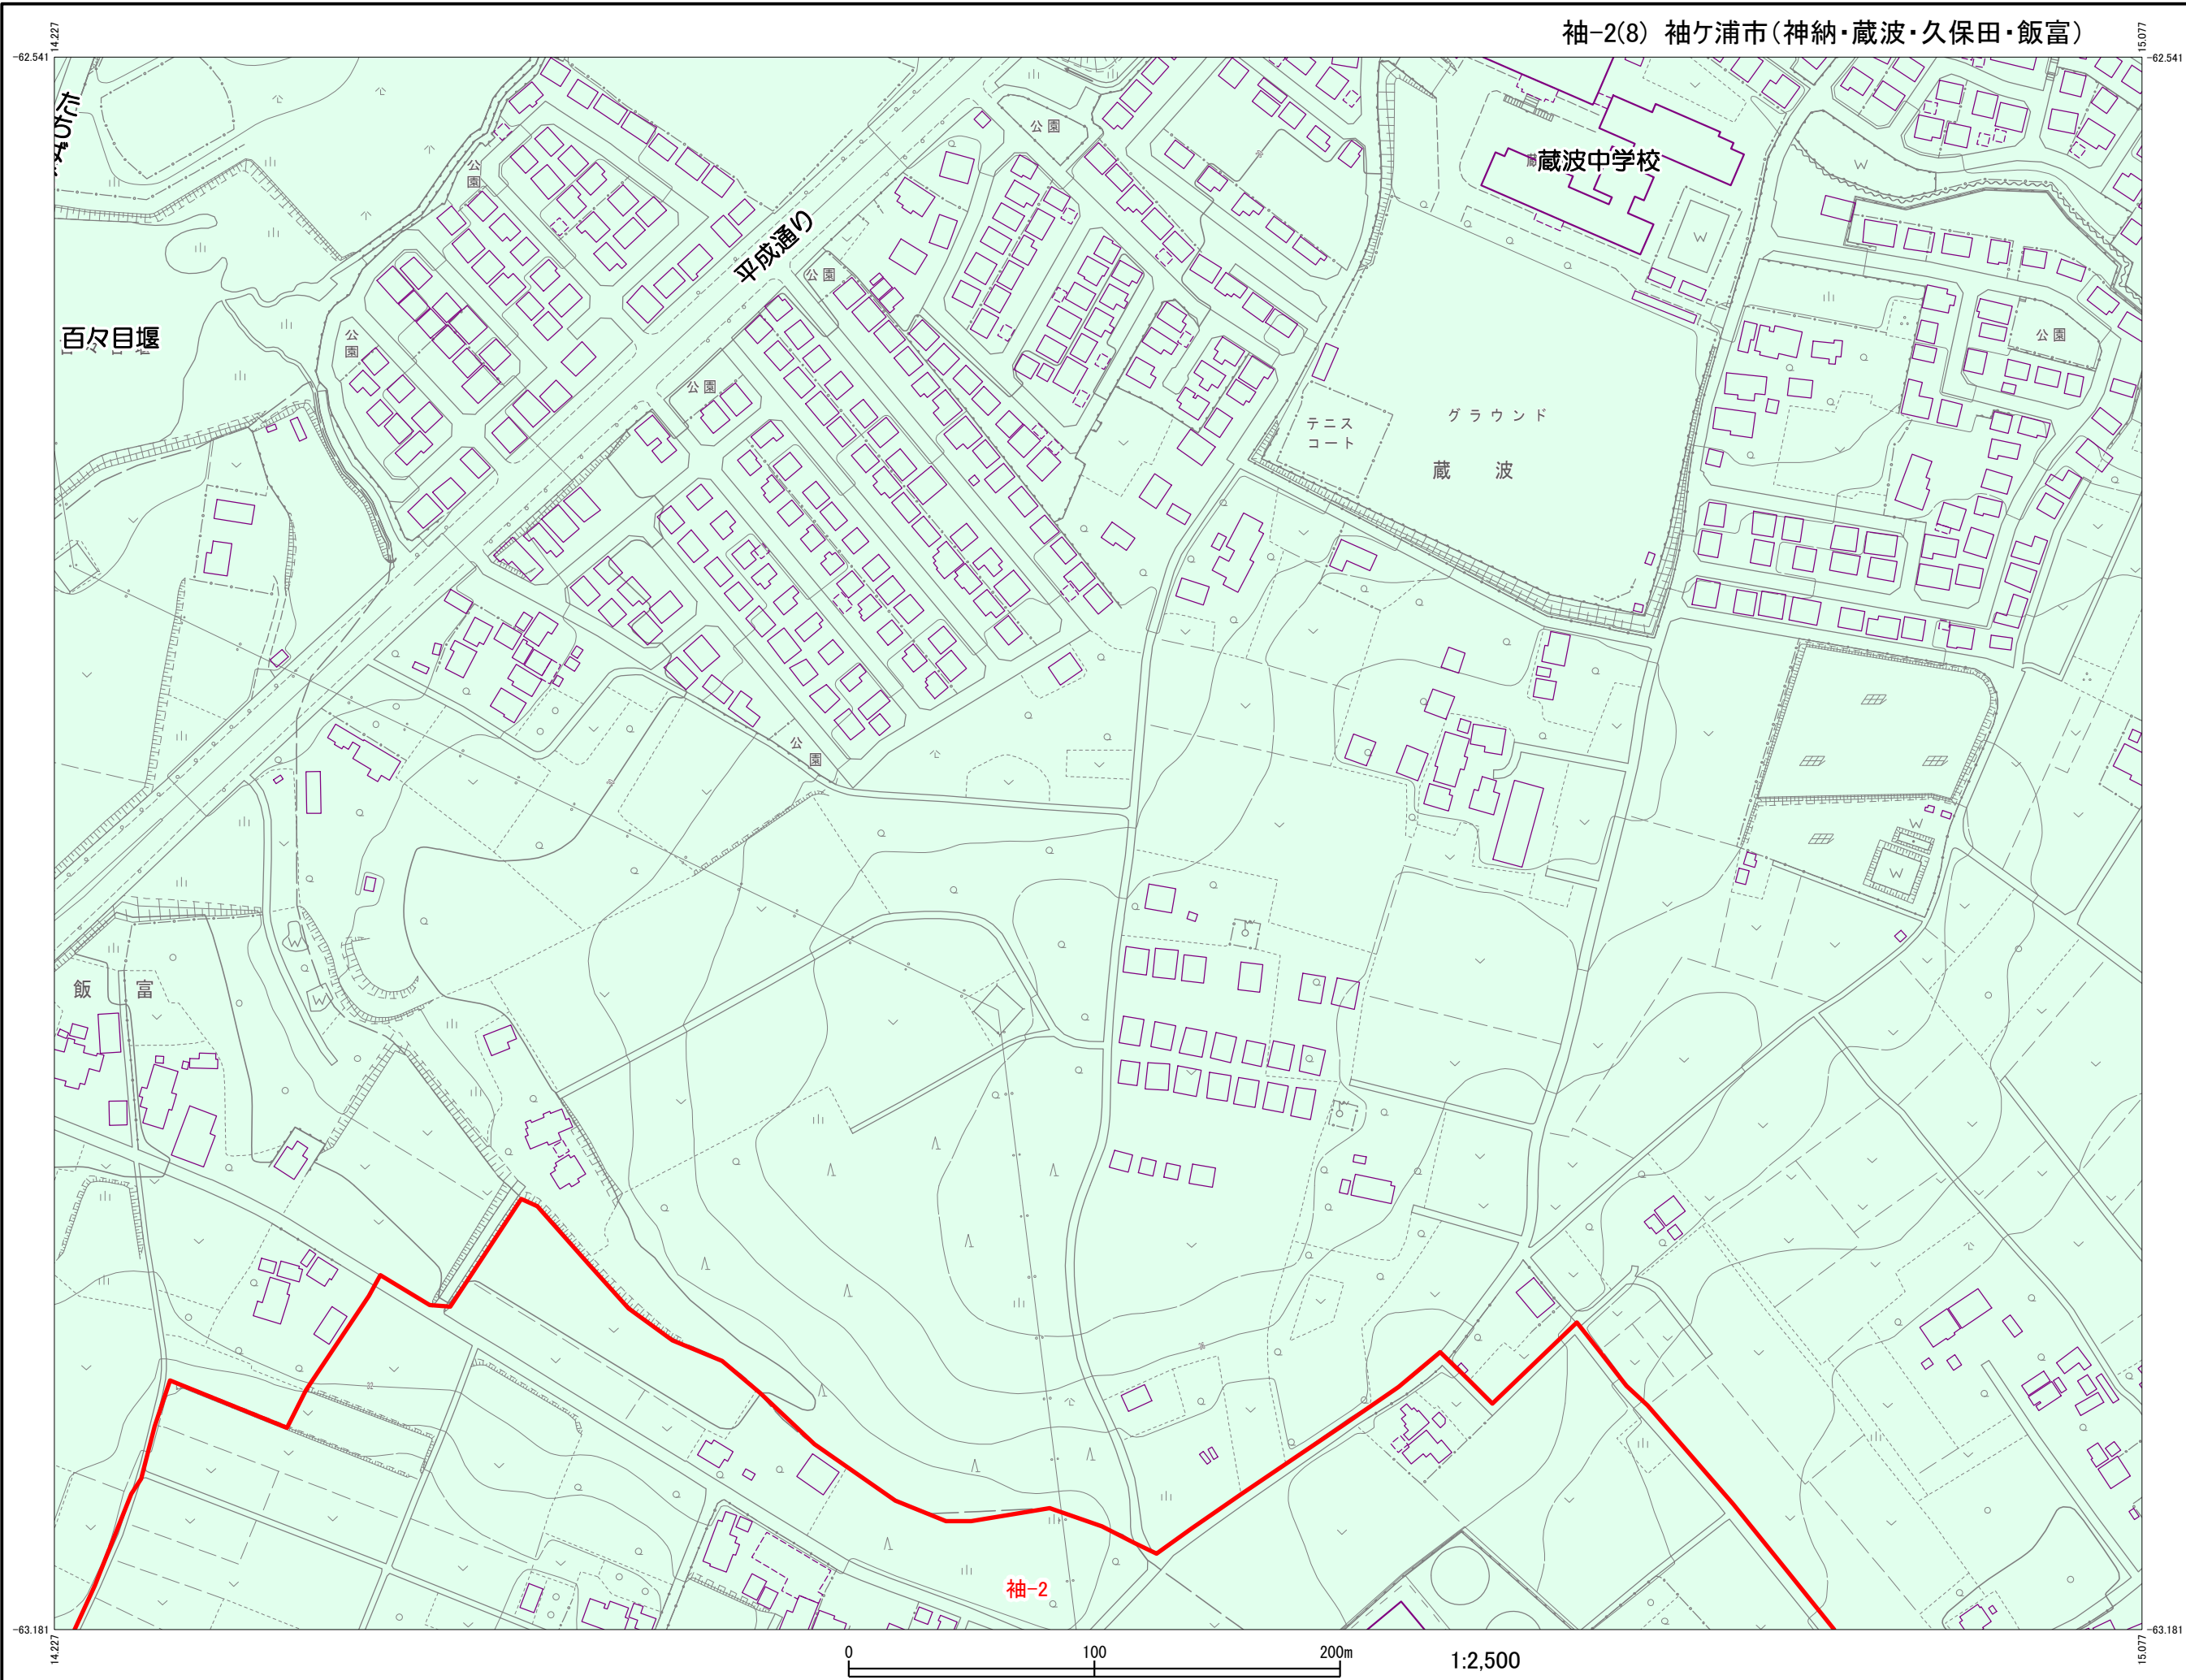 袖-2(8) 袖ケ浦市(神納・蔵波・久保田・飯富)
14.227
15.077
-62.541
-62.541
公園
公園
蔵波中学校
平成通り
公園
百々目堰
公園
公園
公園
テニス
コート
グラウンド
蔵 波
公園
飯 富
袖-2
-63.181
-63.181
14.227
15.077
0 100 200m
1:2,500